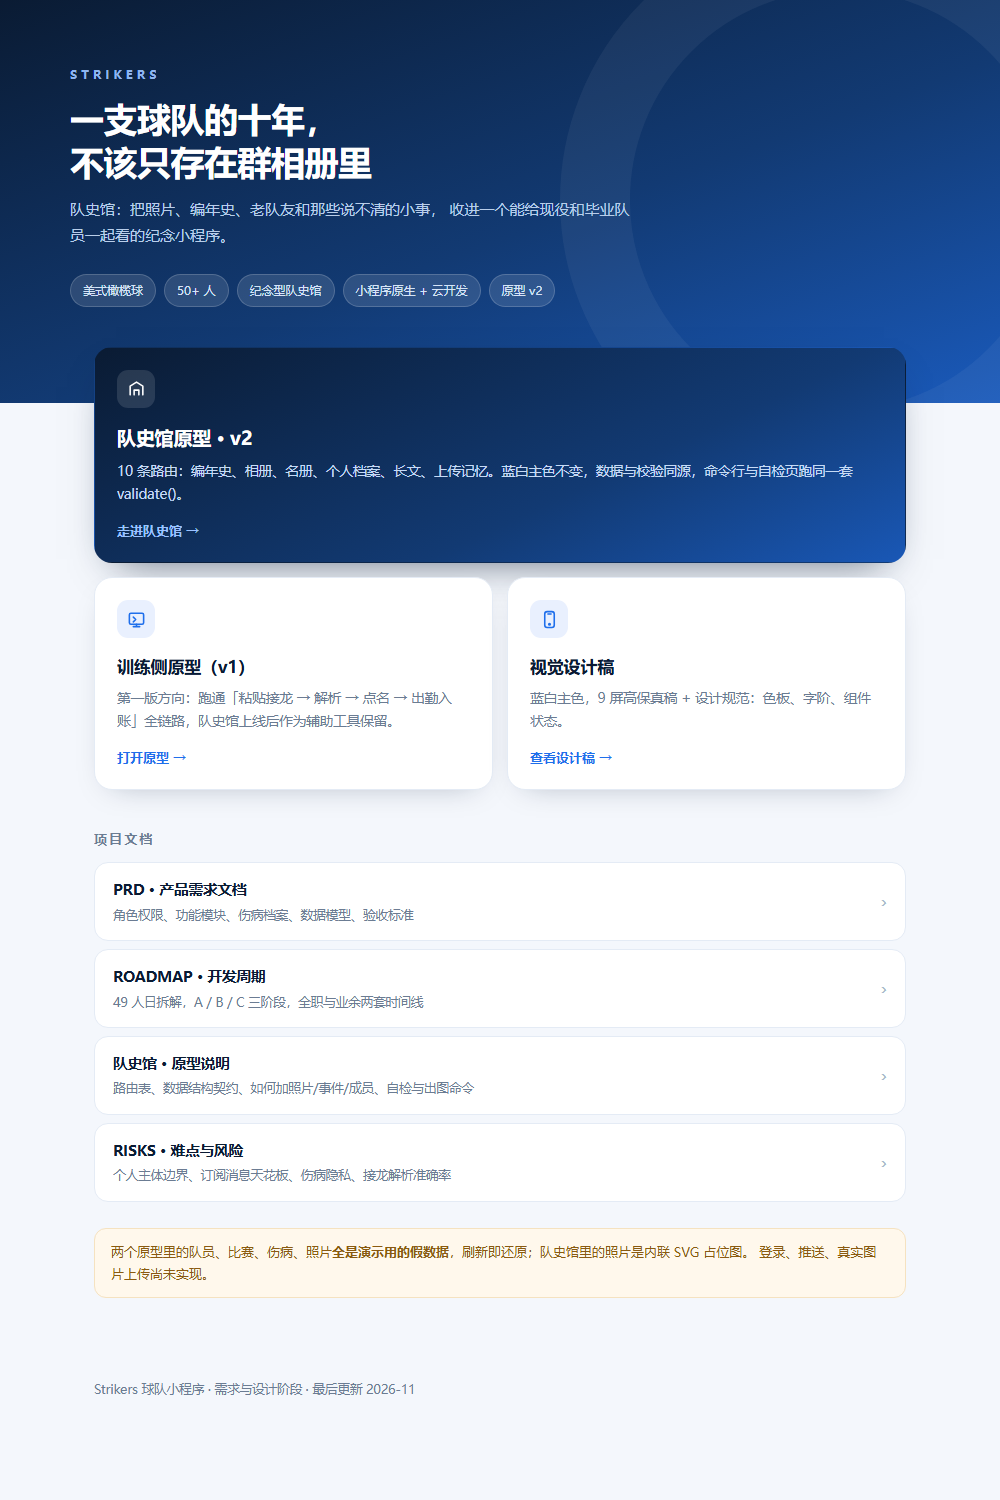 STRIKERS
一支球队的十年，
不该只存在群相册里
队史馆：把照片、编年史、老队友和那些说不清的小事， 收进一个能给现役和毕业队
员一起看的纪念小程序。
美式橄榄球
50+ 人
纪念型队史馆
小程序原生 + 云开发
原型 v2
队史馆原型 · v2
10 条路由：编年史、相册、名册、个人档案、长文、上传记忆。蓝白主色不变，数据与校验同源，命令行与自检页跑同一套
validate()。
走进队史馆 →
训练侧原型（v1）
第一版方向：跑通「粘贴接龙 → 解析 → 点名 → 出勤入
账」全链路，队史馆上线后作为辅助工具保留。
打开原型 →
视觉设计稿
蓝白主色，9 屏高保真稿 + 设计规范：色板、字阶、组件
状态。
查看设计稿 →
项目文档
PRD · 产品需求文档
角色权限、功能模块、伤病档案、数据模型、验收标准
›
ROADMAP · 开发周期
49 人日拆解，A / B / C 三阶段，全职与业余两套时间线
›
队史馆 · 原型说明
路由表、数据结构契约、如何加照片/事件/成员、自检与出图命令
›
RISKS · 难点与风险
个人主体边界、订阅消息天花板、伤病隐私、接龙解析准确率
›
两个原型里的队员、比赛、伤病、照片全是演示用的假数据，刷新即还原；队史馆里的照片是内联 SVG 占位图。 登录、推送、真实图
片上传尚未实现。
Strikers 球队小程序 · 需求与设计阶段 · 最后更新 2026-11